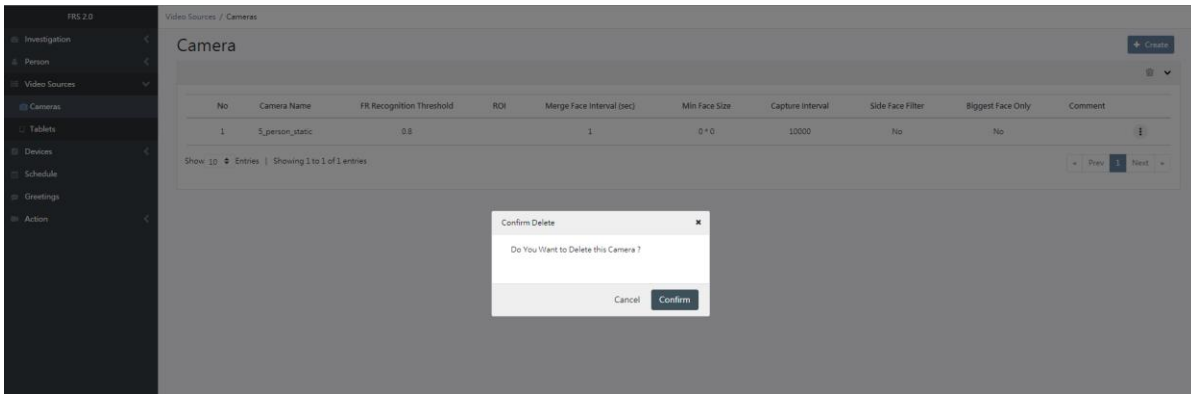 FRS 2.0
Investigation
Person
Video Sources
Cameras
Tablets
Devices
Schedule
Greetings
Action
Video Sources / Cameras
Camera
+ Create
No Camera Name FR Recognition Threshold ROI Merge Face Interval (sec) Min Face Size Capture Interval Side Face Filter Biggest Face Only Comment
1 5_person_static 0.8 1 0 * 0 10000 No No
Show 10 Entries | Showing 1 to 1 of 1 entries
« Prev 1 Next »
Confirm Delete
Do You Want to Delete this Camera ?
Cancel Confirm